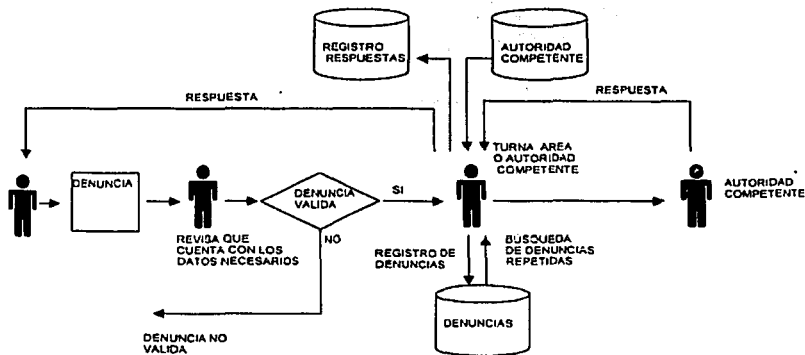 REGISTRO
RESPUESTAS
AUTORIDAD
COMPETENTE
RESPUESTA
RESPUESTA
TURNA AREA
O AUTORIDAD
COMPETENTE
DENUNCIA
DENUNCIA
VALIDA
SI
AUTORIDAD
COMPETENTE
REVISA QUE
CUENTA CON LOS
DATOS NECESARIOS
NO
REGISTRO DE
DENUNCIAS
BÚSQUEDA
DE DENUNCIAS
REPETIDAS
DENUNCIAS
DENUNCIA NO
VALIDA